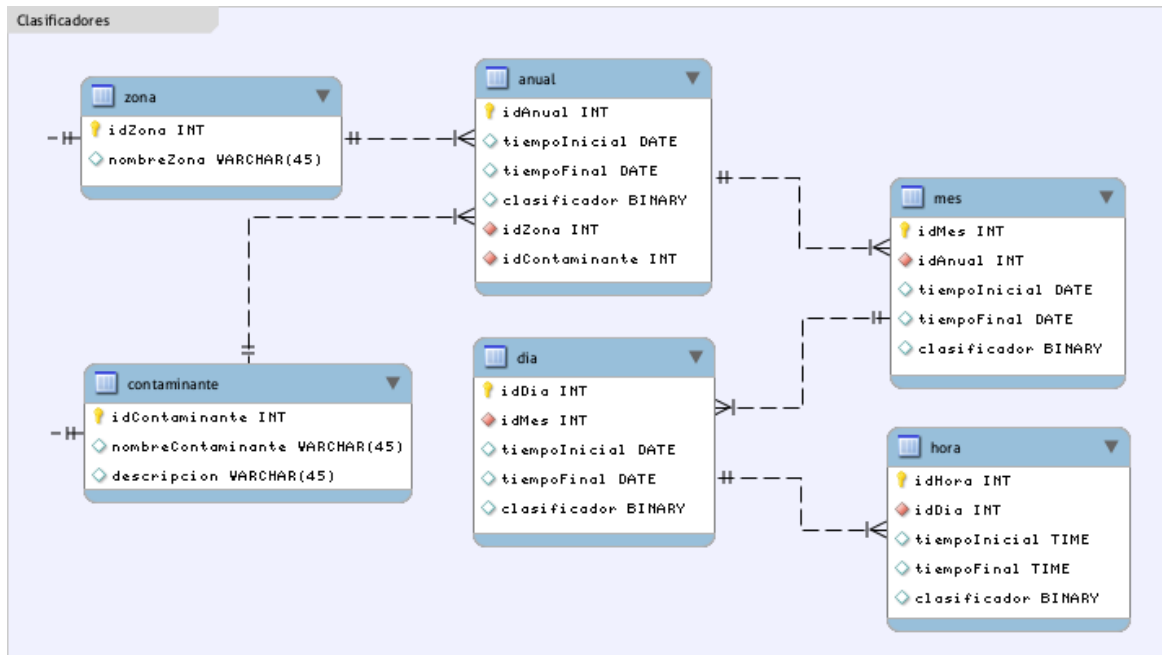 Clasificadores
zona
idZona INT
nombreZona VARCHAR(45)
anual
idAnual INT
tiempoInicial DATE
tiempoFinal DATE
clasificador BINARY
idZona INT
idContaminante INT
mes
idMes INT
idAnual INT
tiempoInicial DATE
tiempoFinal DATE
clasificador BINARY
contaminante
idContaminante INT
nombreContaminante VARCHAR(45)
descripcion VARCHAR(45)
dia
idDia INT
idMes INT
tiempoInicial DATE
tiempoFinal DATE
clasificador BINARY
hora
idHora INT
idDia INT
tiempoInicial TIME
tiempoFinal TIME
clasificador BINARY